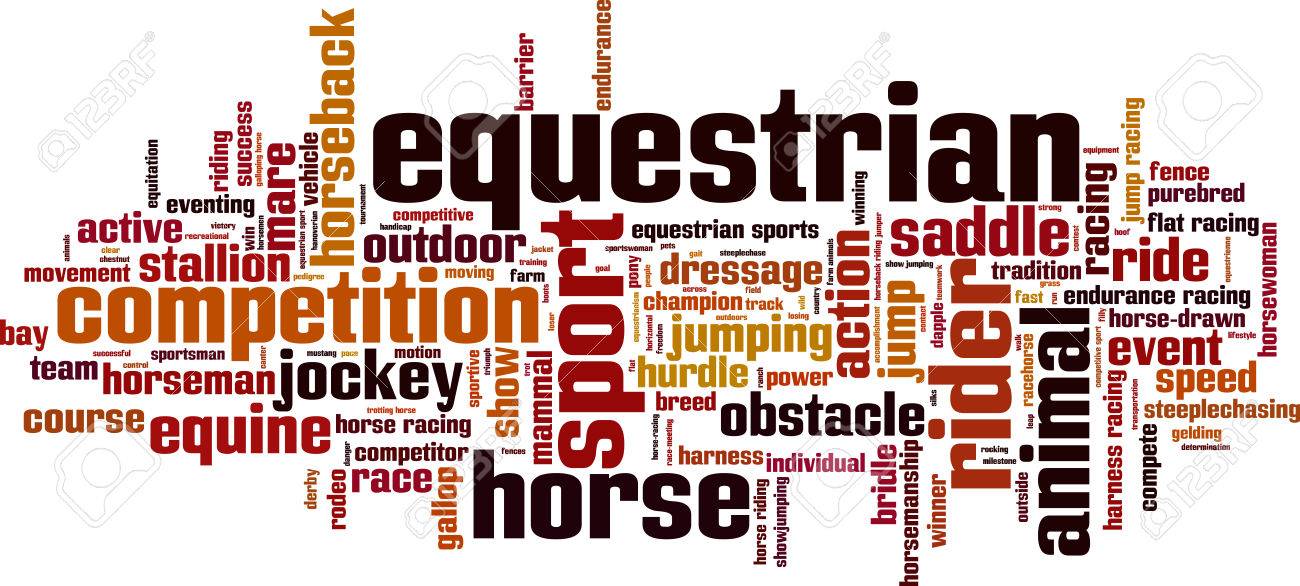 equestrian
horseback
barrier
endurance
success
riding
galloping horse
equitation
mare
vehicle
eventing
active
victory
recreational
win
horsemen
equestrian sport
hanoverian
tournament
competitive
handicap
outdoor
jacket
training
animals
clear
chestnut
movement
stallion
pedigree
moving
farm
boots
goal
competition
loser
bay
team
successful
control
sportsman
center
mustang
pace
motion
triumph
sportive
horseman
jockey
trotting horse
show
trot
mammal
course
equine
horse racing
competitor
fences
danger
derby
rodeo
race
gallop
sport
horse
sportswoman
pony
people
equestrian sports
pets
steeplechase
gait
dressage
across
field
champion
track
wild
country
farm animals
equestrianism
horizontal
freedom
outdoors
losing
jumping
flat
hurdle
ranch
power
breed
horse-racing
race-meeting
obstacle
harness
individual
horse riding
showjumping
winning
action
horseback riding
jumper
accomplishment
saddle
strong
show jumping
contest
jump
contact
dapple
teamwork
silks
rider
tradition
grass
fast
run
walk
racehorse
leap
rocking
milestone
bridle
horsemanship
winner
outside
animal
racing
equipment
jump racing
hoof
fence
purebred
flat racing
ride
equestrienne
horsewoman
endurance racing
filly
horse-drawn
lifestyle
competitive sport
event
speed
transportation
steeplechasing
gelding
determination
harness racing
compete
123RF